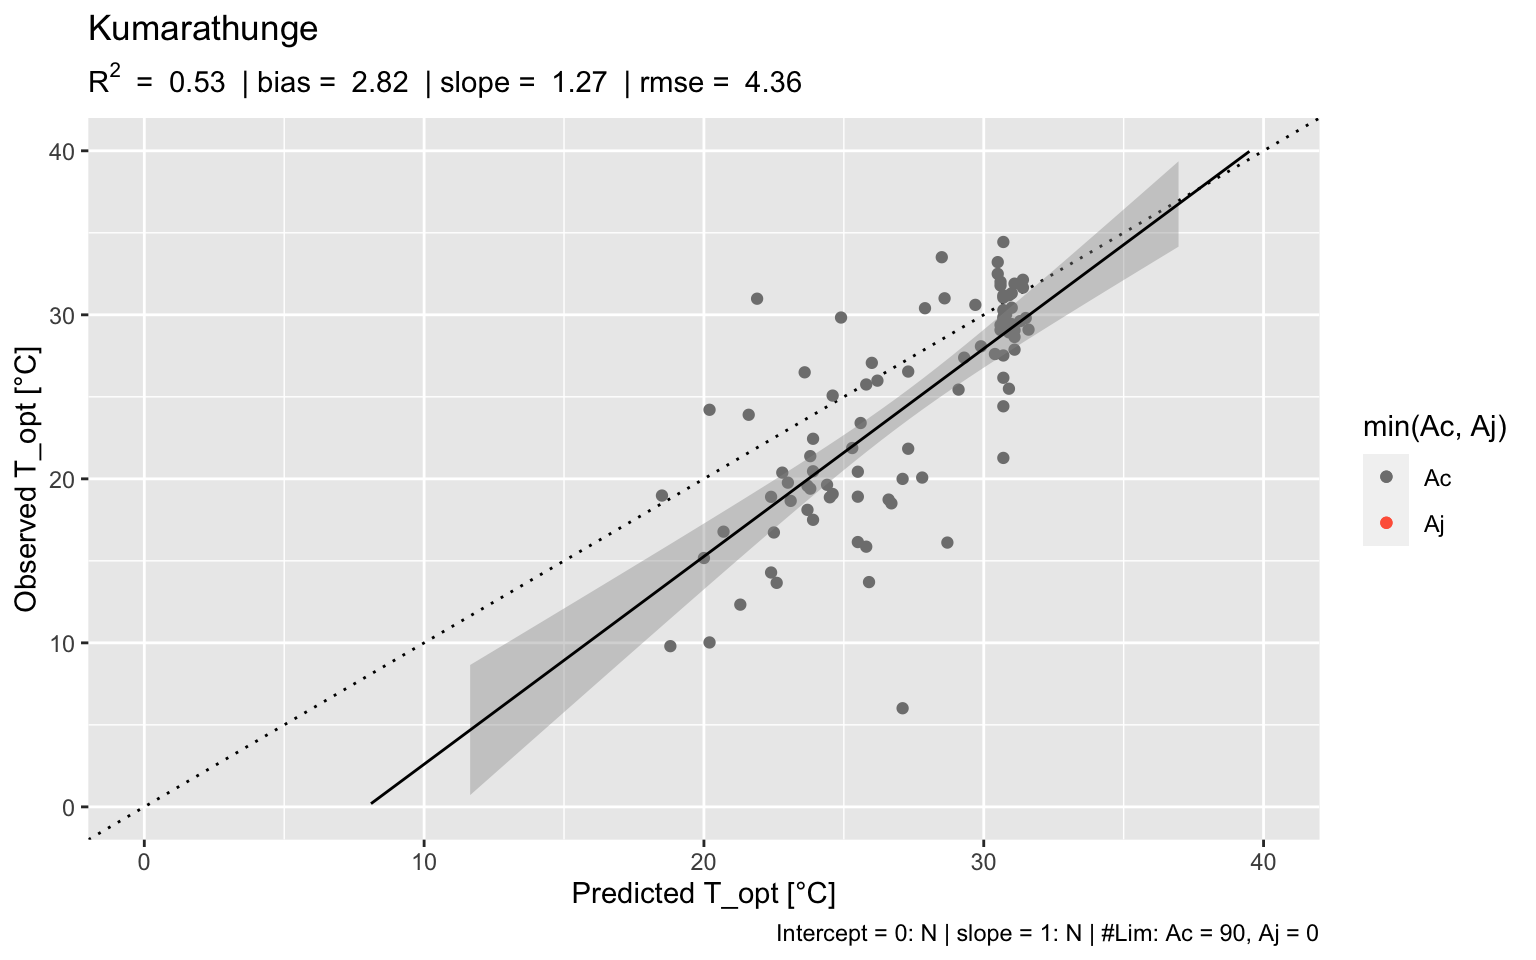 Kumarathunge
R² = 0.53 | bias = 2.82 | slope = 1.27 | rmse = 4.36
40
30
20
10
0
Observed T_opt [°C]
0 10 20 30 40
Predicted T_opt [°C]
min(Ac, Aj)
Ac
Aj
Intercept = 0: N | slope = 1: N | #Lim: Ac = 90, Aj = 0